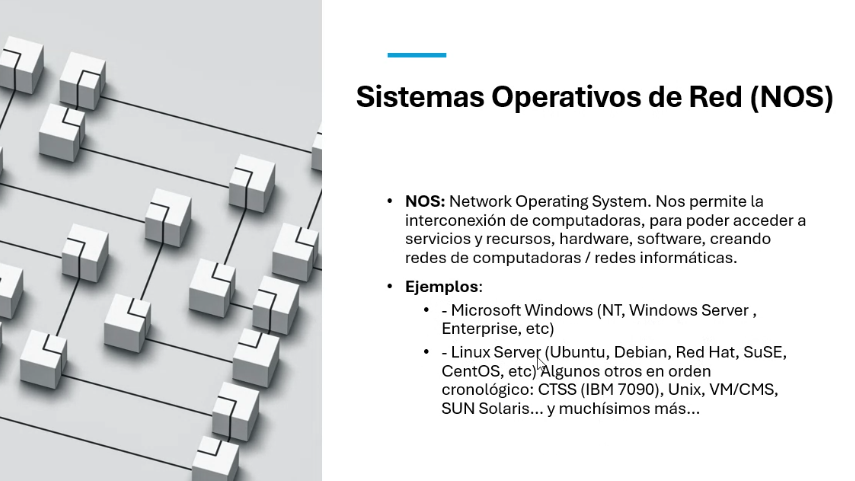 Sistemas Operativos de Red (NOS)
• NOS: Network Operating System. Nos permite la
interconexión de computadoras, para poder acceder a
servicios y recursos, hardware, software, creando
redes de computadoras / redes informáticas.
• Ejemplos:
• - Microsoft Windows (NT, Windows Server ,
Enterprise, etc)
• - Linux Server (Ubuntu, Debian, Red Hat, SuSE,
CentOS, etc) Algunos otros en orden
cronológico: CTSS (IBM 7090), Unix, VM/CMS,
SUN Solaris... y muchísimos más...